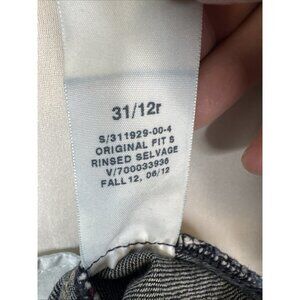 31/12r
S/311929-00-4
ORIGINAL FIT S
RINSED SELVAGE
V/700033936
FALL 12, 06/12